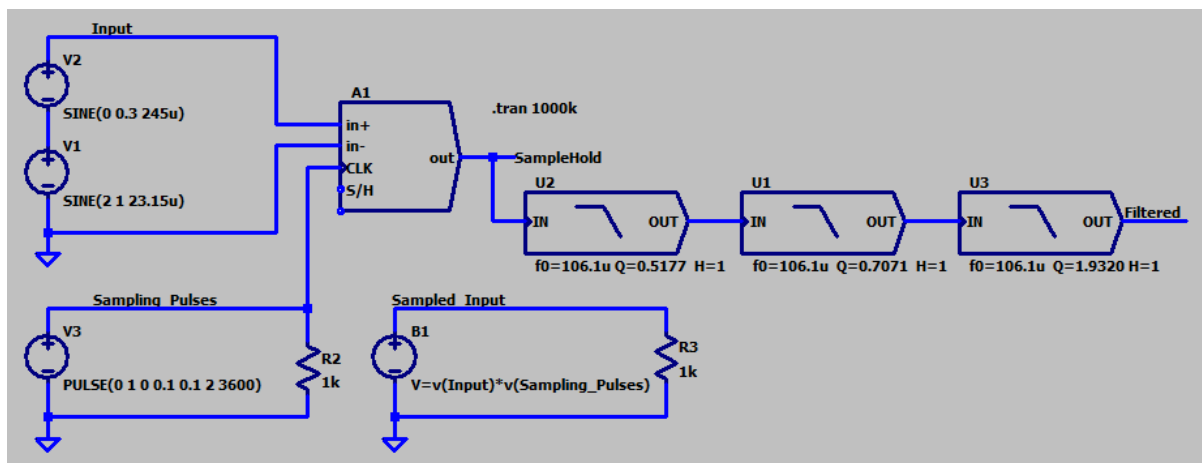 Input
V2
SINE(0 0.3 245u)
V1
SINE(2 1 23.15u)
A1
in+
in-
CLK
S/H
out
.tran 1000k
SampleHold
U2
IN
OUT
f0=106.1u Q=0.5177 H=1
U1
IN
OUT
f0=106.1u Q=0.7071 H=1
U3
IN
OUT
f0=106.1u Q=1.9320 H=1
Filtered
Sampling_Pulses
V3
PULSE(0 1 0 0.1 0.1 2 3600)
R2
1k
Sampled_Input
B1
V=v(Input)*v(Sampling_Pulses)
R3
1k